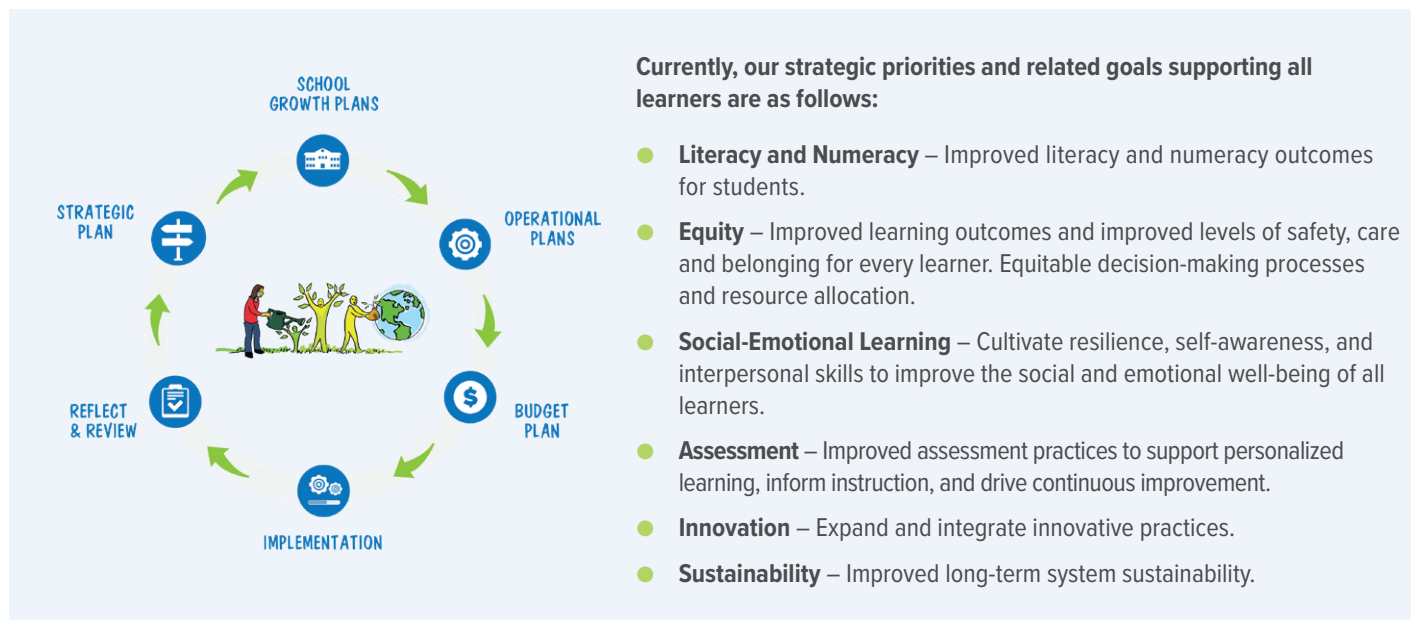 SCHOOL
GROWTH PLANS
OPERATIONAL
PLANS
BUDGET
PLAN
IMPLEMENTATION
REFLECT
& REVIEW
STRATEGIC
PLAN
$
Currently, our strategic priorities and related goals supporting all
learners are as follows:
Literacy and Numeracy – Improved literacy and numeracy outcomes
for students.
Equity – Improved learning outcomes and improved levels of safety, care
and belonging for every learner. Equitable decision-making processes
and resource allocation.
Social-Emotional Learning – Cultivate resilience, self-awareness, and
interpersonal skills to improve the social and emotional well-being of all
learners.
Assessment – Improved assessment practices to support personalized
learning, inform instruction, and drive continuous improvement.
Innovation – Expand and integrate innovative practices.
Sustainability – Improved long-term system sustainability.